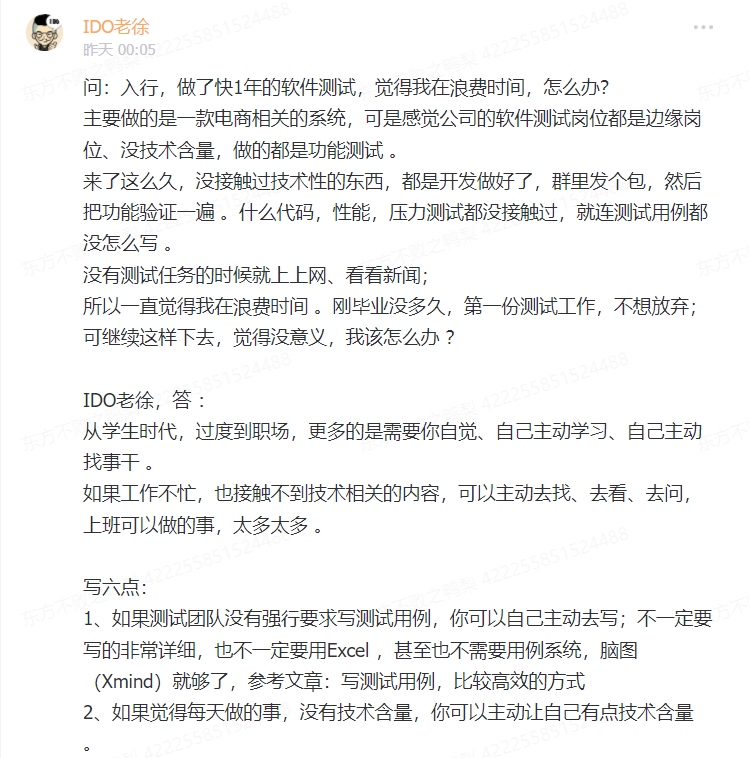 IDO老徐
昨天 00:05
问：入行，做了快1年的软件测试，觉得我在浪费时间，怎么办?
主要做的是一款电商相关的系统，可是感觉公司的软件测试岗位都是边缘岗
位、没技术含量，做的都是功能测试 。
来了这么久，没接触过技术性的东西，都是开发做好了，群里发个包，然后
把功能验证一遍 。什么代码，性能，压力测试都没接触过，就连测试用例都
没怎么写 。
没有测试任务的时候就上上网、看看新闻；
所以一直觉得我在浪费时间 。刚毕业没多久，第一份测试工作，不想放弃；
可继续这样下去，觉得没意义，我该怎么办 ?
IDO老徐，答 ：
从学生时代，过度到职场，更多的是需要你自觉、自己主动学习、自己主动
找事干 。
如果工作不忙，也接触不到技术相关的内容，可以主动去找、去看、去问，
上班可以做的事，太多太多 。
写六点：
1、如果测试团队没有强行要求写测试用例，你可以自己主动去写；不一定要
写的非常详细，也不一定要用Excel ，甚至也不需要用例系统，脑图
（Xmind）就够了，参考文章：写测试用例，比较高效的方式
2、如果觉得每天做的事，没有技术含量，你可以主动让自己有点技术含量
。